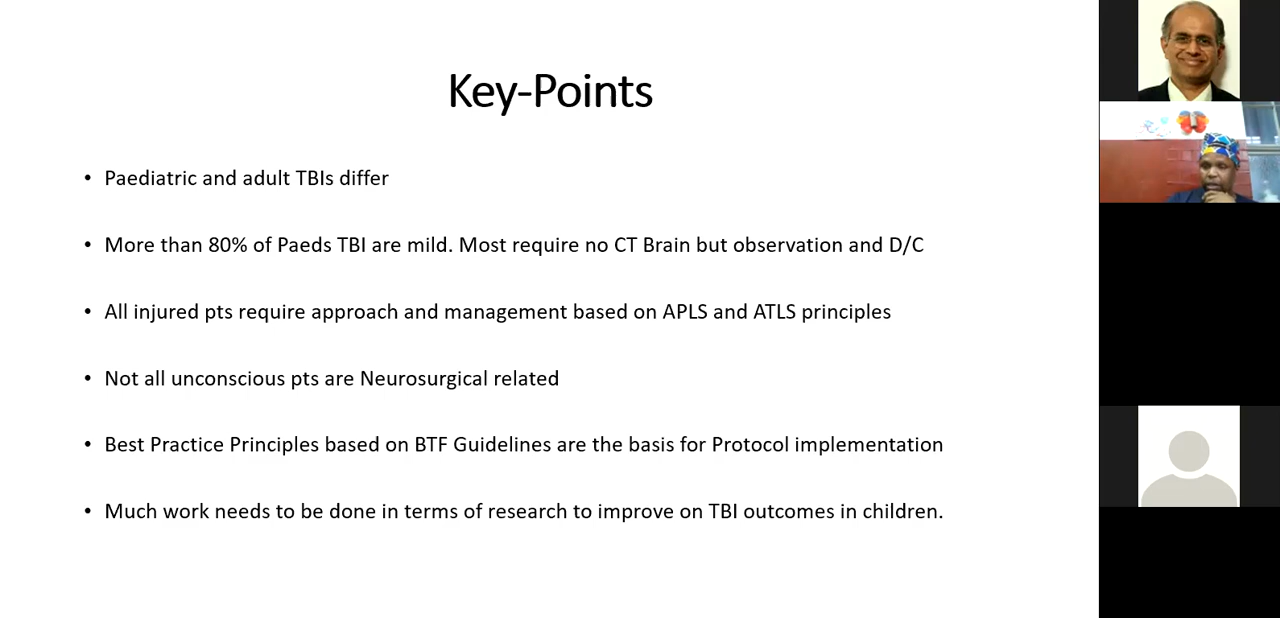 Key-Points
• Paediatric and adult TBIs differ
• More than 80% of Paeds TBI are mild. Most require no CT Brain but observation and D/C
• All injured pts require approach and management based on APLS and ATLS principles
• Not all unconscious pts are Neurosurgical related
• Best Practice Principles based on BTF Guidelines are the basis for Protocol implementation
• Much work needs to be done in terms of research to improve on TBI outcomes in children.